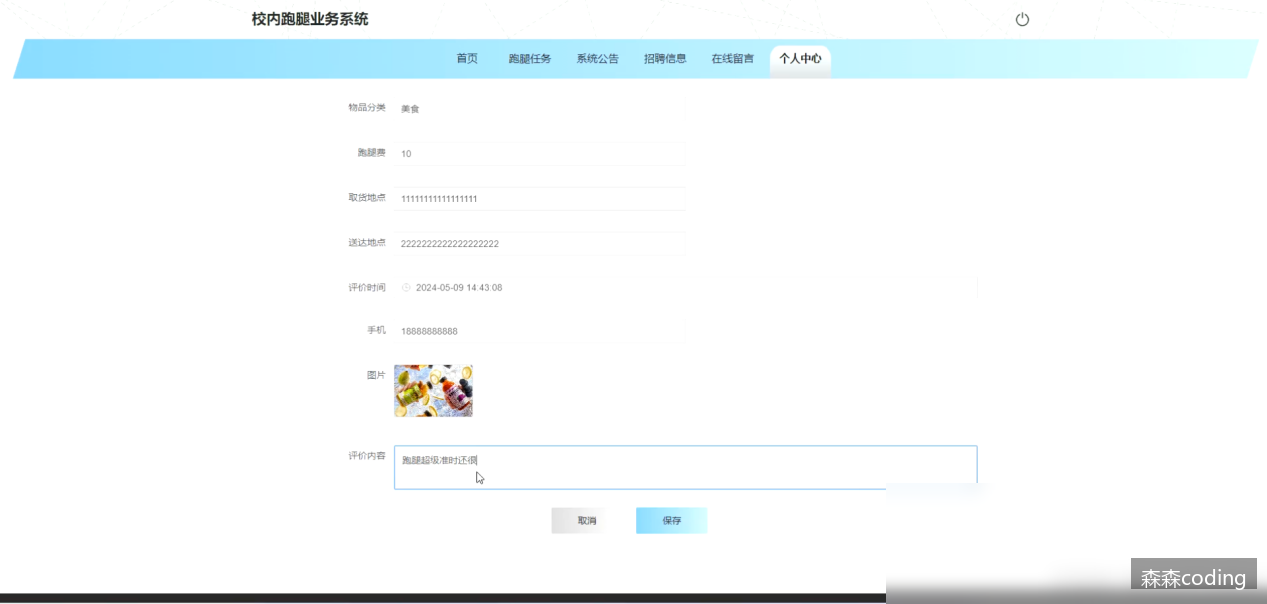 校内跑腿业务系统
首页 跑腿任务 系统公告 招聘信息 在线留言 个人中心
物品分类 美食
跑腿费 10
取货地点 11111111111111111
送达地点 2222222222222222222
评价时间 2024-05-09 14:43:08
手机 18888888888
图片
评价内容 跑腿超级准时还很
取消 保存
森森coding